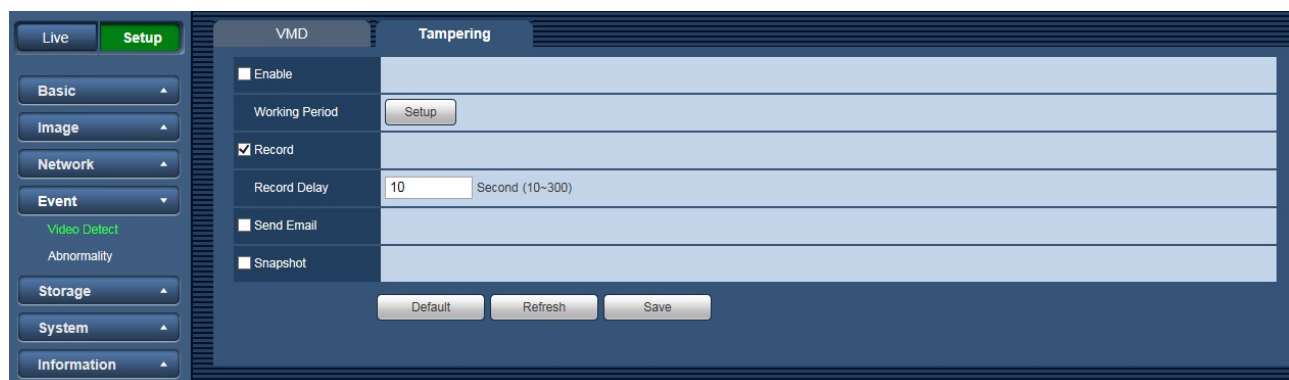 Live Setup
Basic
Image
Network
Event
Video Detect
Abnormality
Storage
System
Information
VMD Tampering
Enable
Working Period Setup
Record
Record Delay 10 Second (10~300)
Send Email
Snapshot
Default Refresh Save